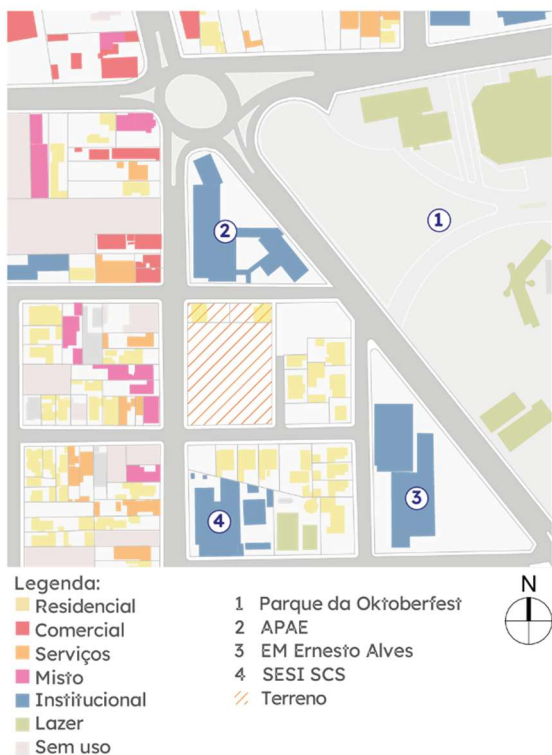 1
2
3
4
Legenda:
Residencial
Comercial
Serviços
Misto
Institucional
Lazer
Sem uso
1 Parque da Oktoberfest
2 APAE
3 EM Ernesto Alves
4 SESI SCS
Terreno
N